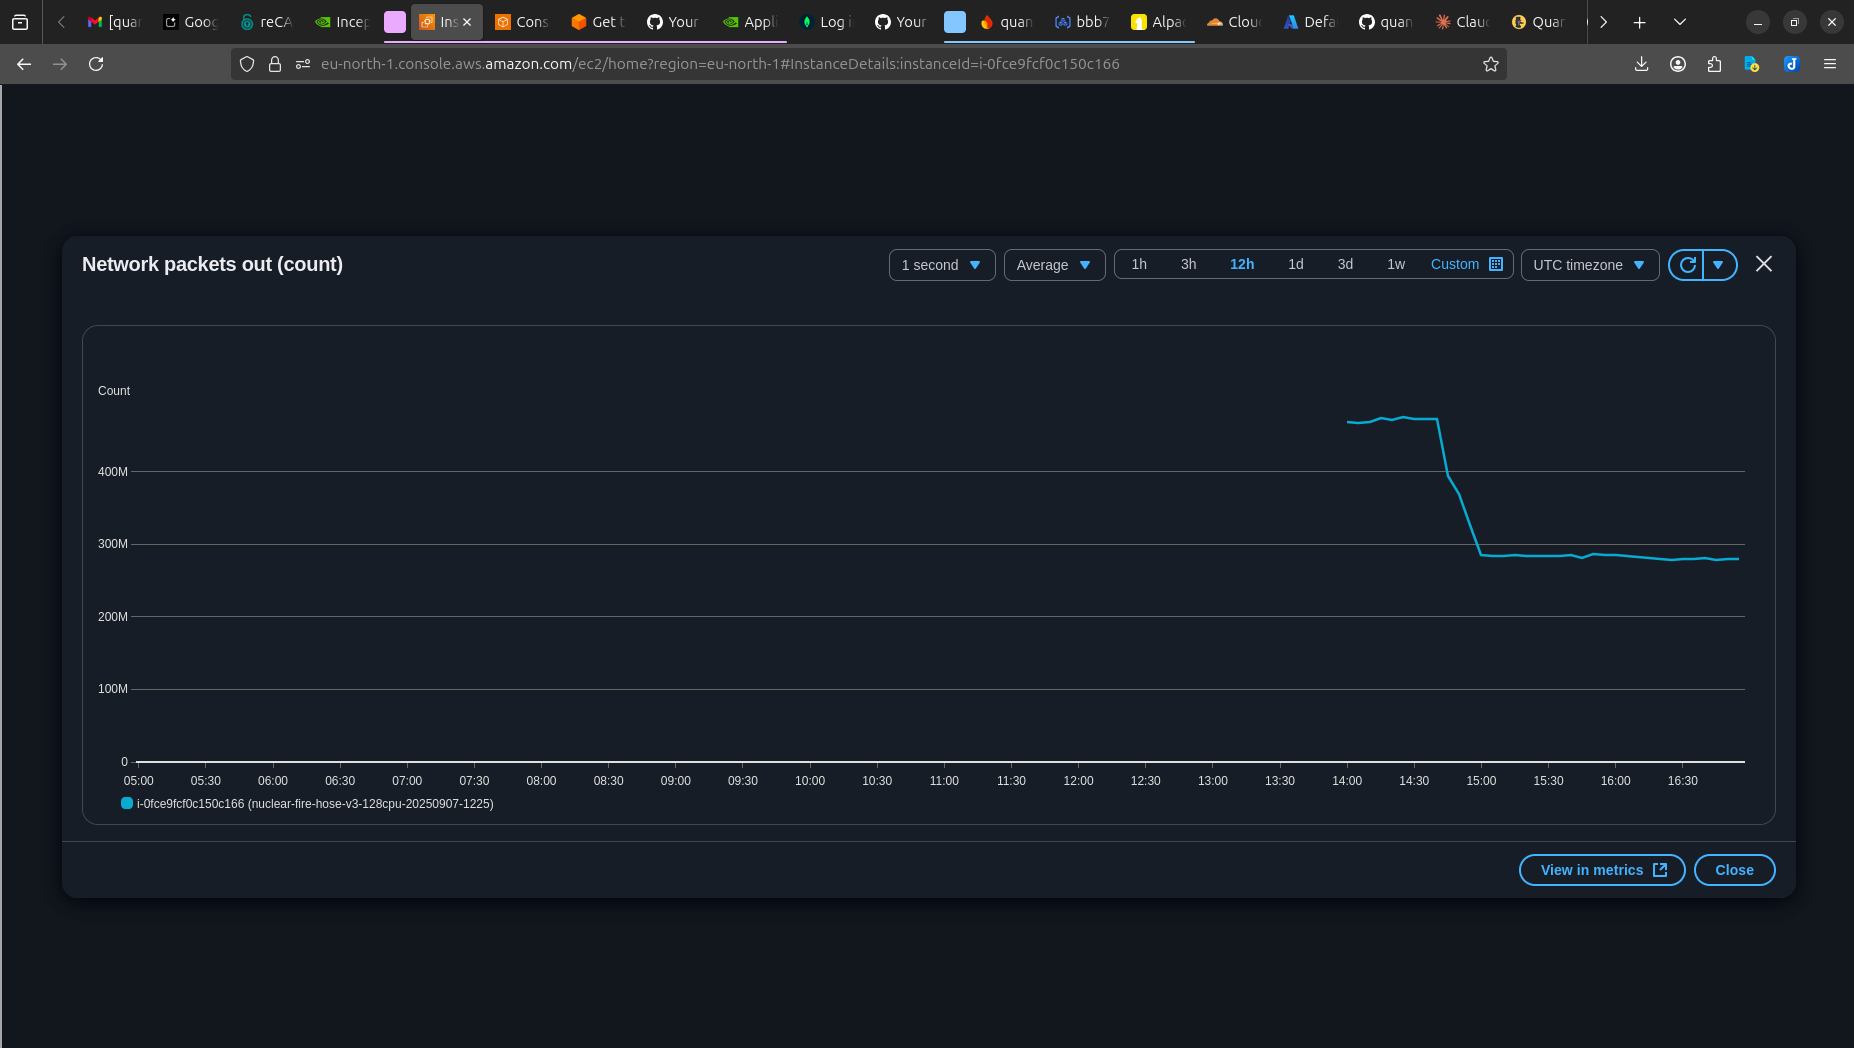 [quar
Goog
reCA
Incep
Ins
Cons
Get t
Your
Appli
Log i
Your
quan
bbb7
Alpac
Clou
Defa
quan
Clau
Quar
eu-north-1.console.aws.amazon.com/ec2/home?region=eu-north-1#InstanceDetails:instanceId=i-0fce9fcf0c150c166
Network packets out (count)
1 second
Average
1h 3h 12h 1d 3d 1w Custom
UTC timezone
Count
400M
300M
200M
100M
0
05:00 05:30 06:00 06:30 07:00 07:30 08:00 08:30 09:00 09:30 10:00 10:30 11:00 11:30 12:00 12:30 13:00 13:30 14:00 14:30 15:00 15:30 16:00 16:30
i-0fce9fcf0c150c166 (nuclear-fire-hose-v3-128cpu-20250907-1225)
View in metrics
Close